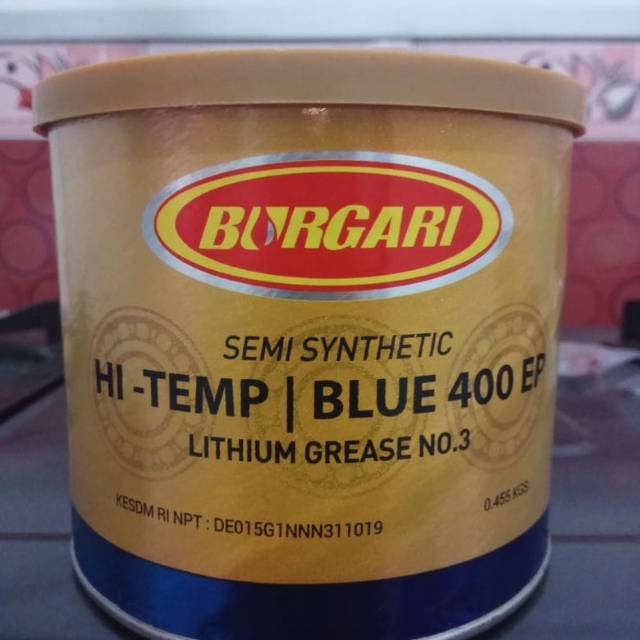 BURGARI
SEMI SYNTHETIC
HI-TEMP | BLUE 400 EP
LITHIUM GREASE NO.3
KESDM RI NPT : DE015G1NNN311019
0.455 KGS